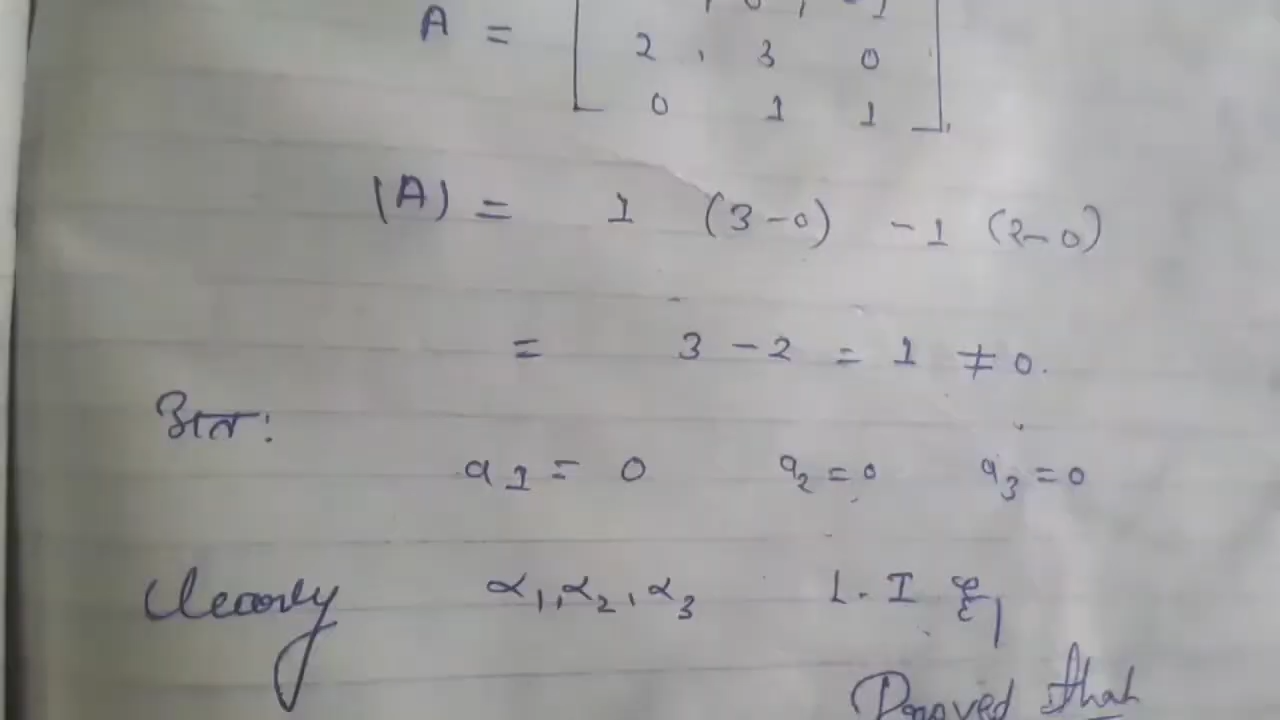 A =
2 , 3 0
0 1 1
|A| = 1 (3-0) -1 (2-0)
= 3 - 2 = 1 ≠ 0.
अतः
a1 = 0 a2 = 0 a3 = 0
Clearly α1, α2, α3 L. I है।
Proved that